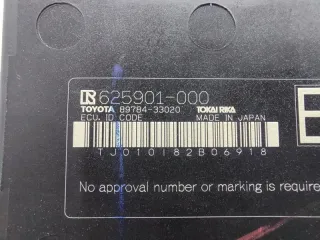 625901-000
TOYOTA 89784-33020 TOKAI RIKA
ECU. ID CODE MADE IN JAPAN
TJ010182B06918
No approval number or marking is require
E